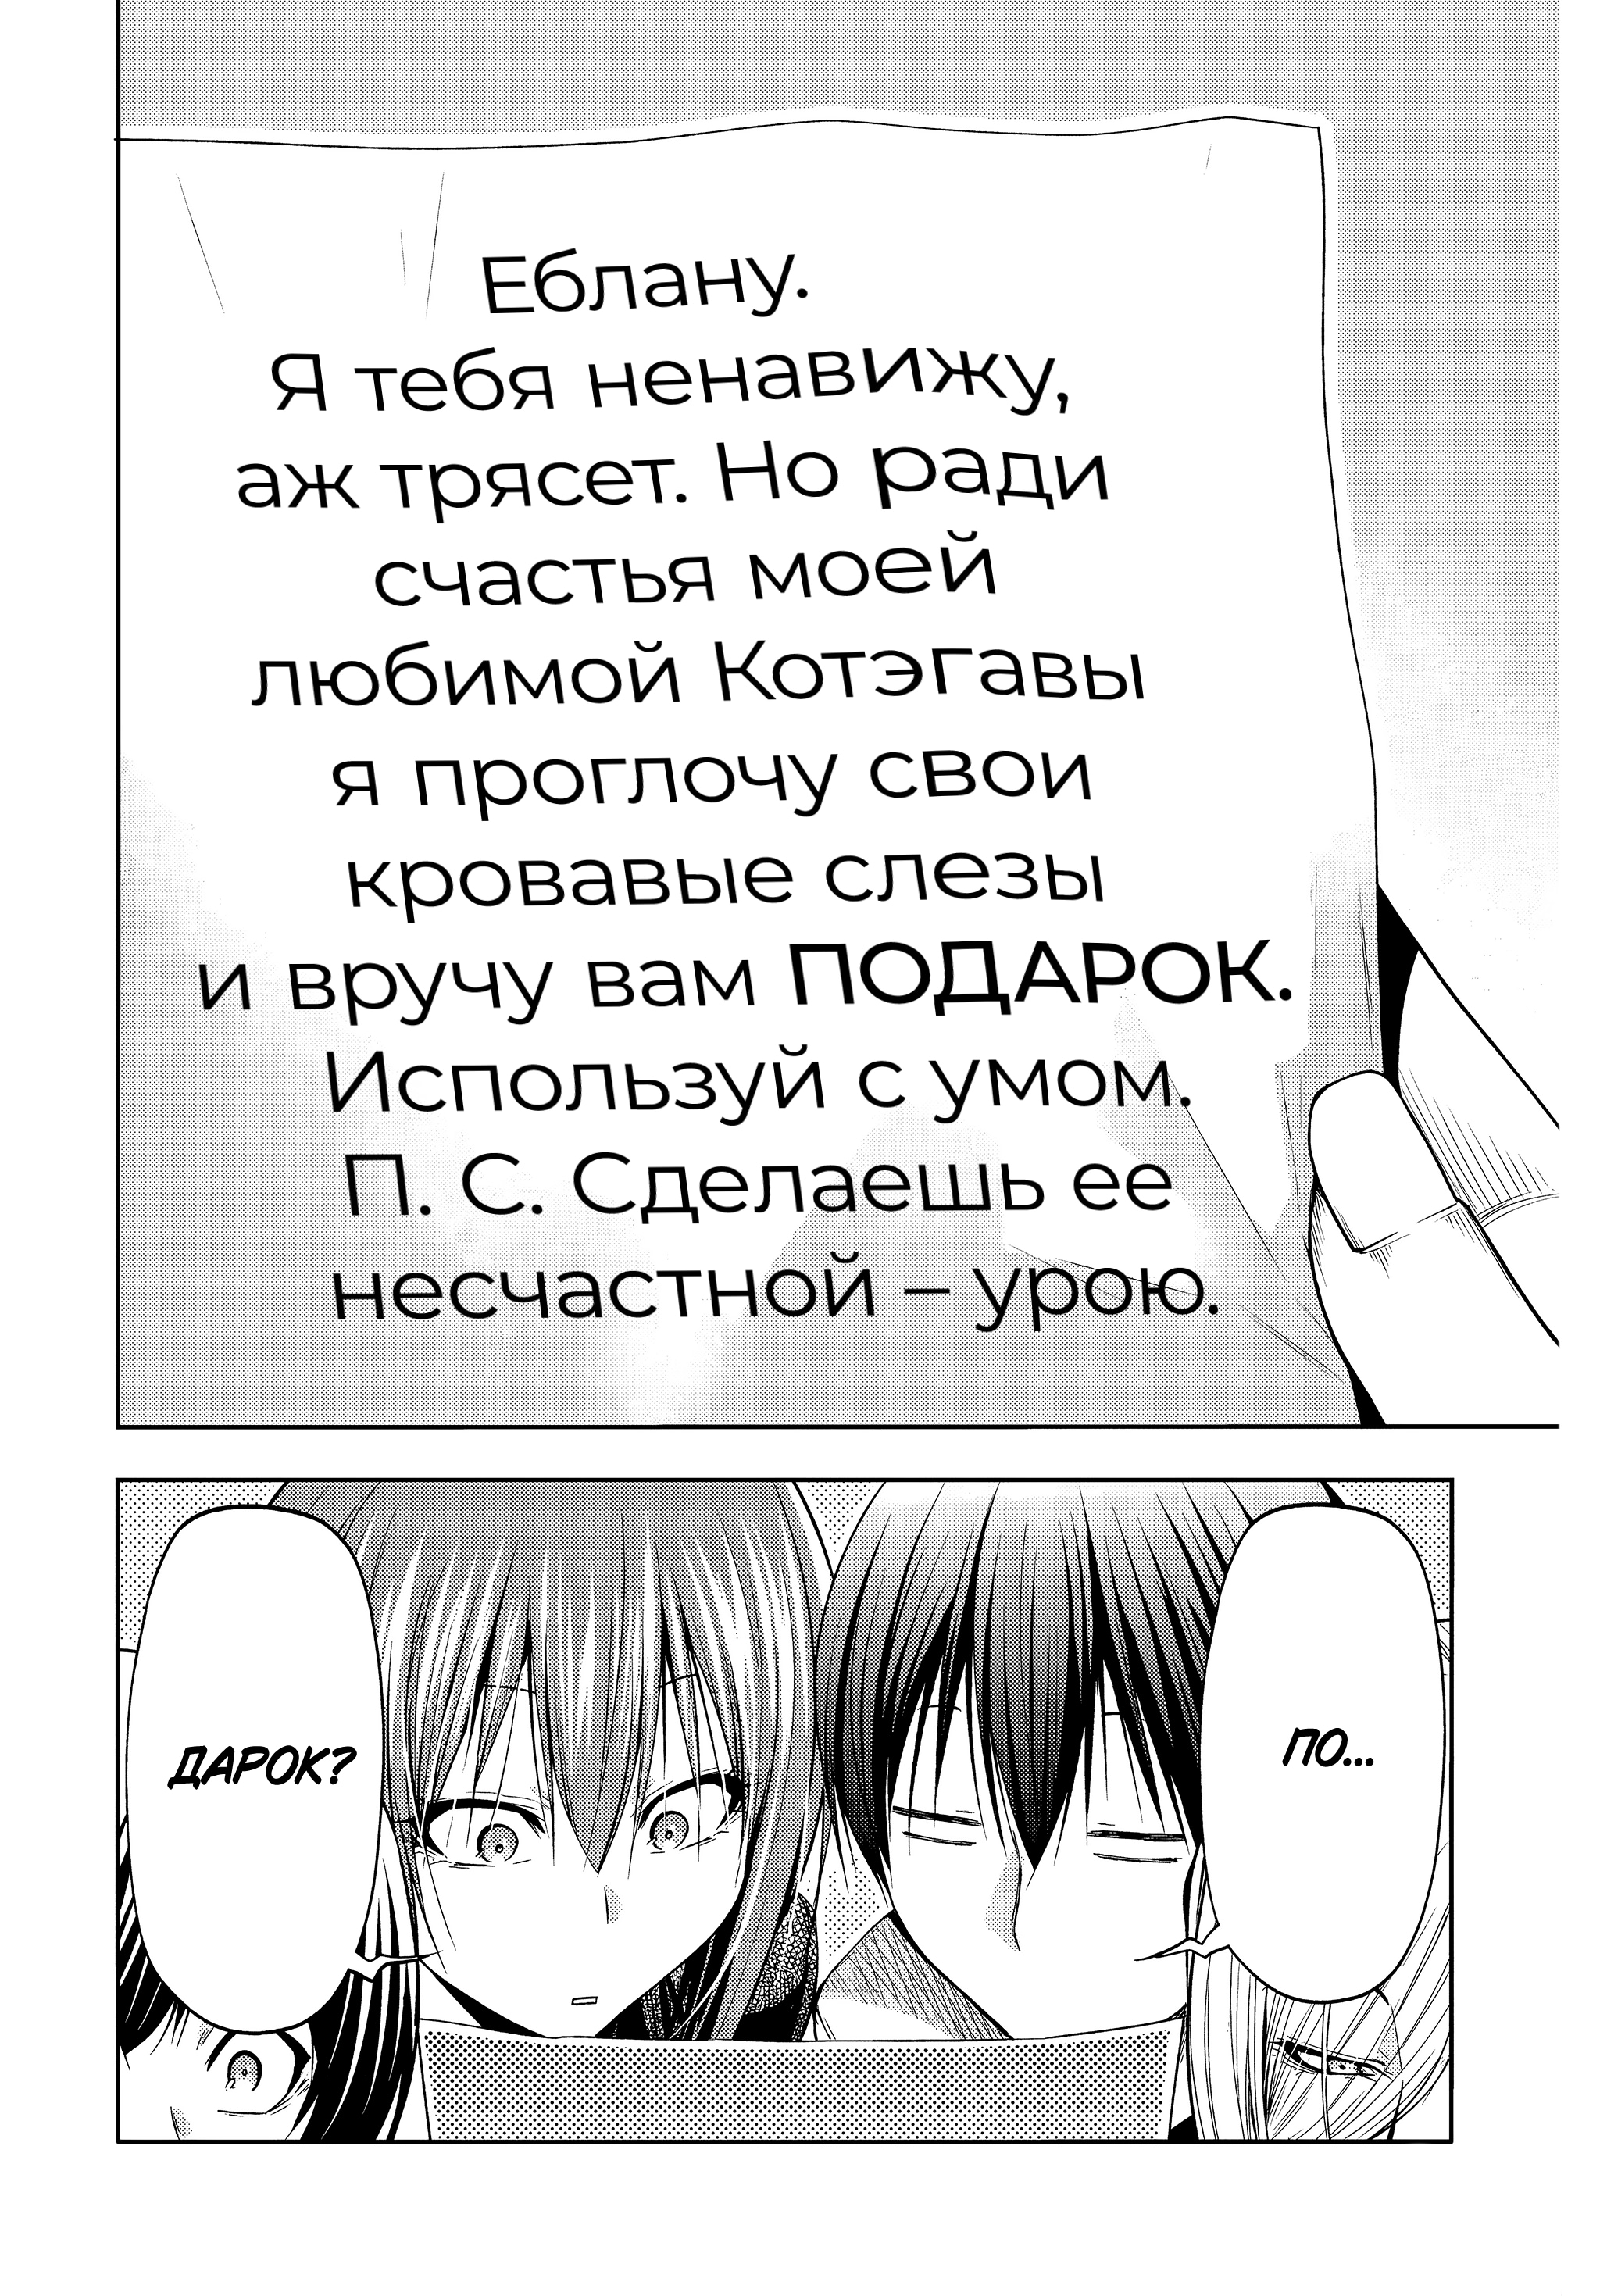 Еблану.
Я тебя ненавижу,
аж трясет. Но ради
счастья моей
любимой Котэгавы
я проглочу свои
кровавые слезы
и вручу вам ПОДАРОК.
Используй с умом.
П. С. Сделаешь ее
несчастной – урою.
ПО...
ДАРОК?